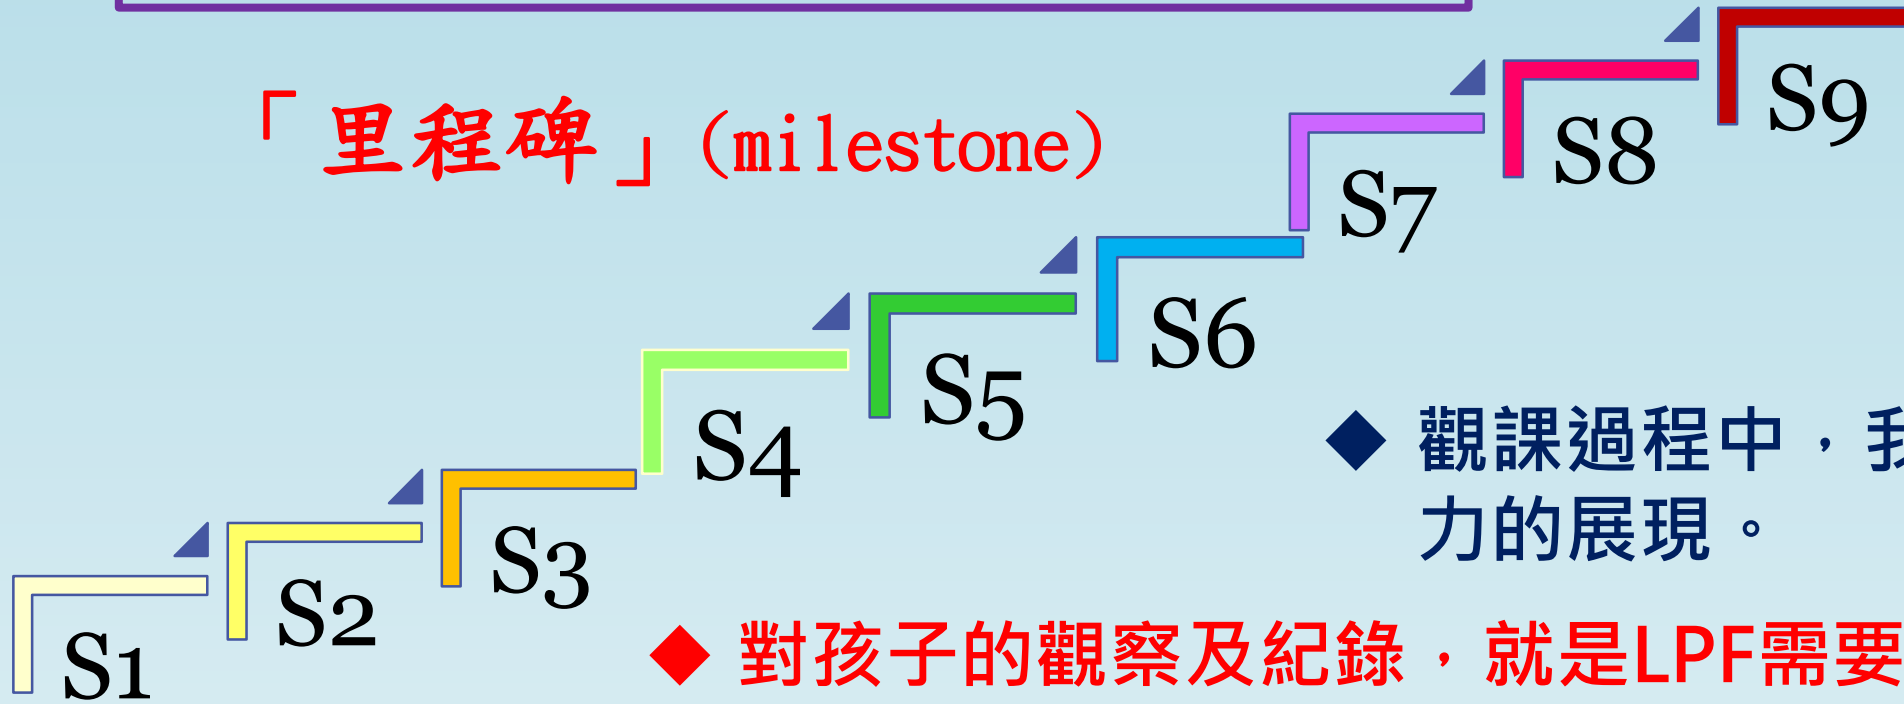 「里程碑」(milestone)
S9
S8
S7
S6
S5
S4
S3
S2
S1
◆ 觀課過程中，我
力的展現。
◆ 對孩子的觀察及紀錄，就是LPF需要